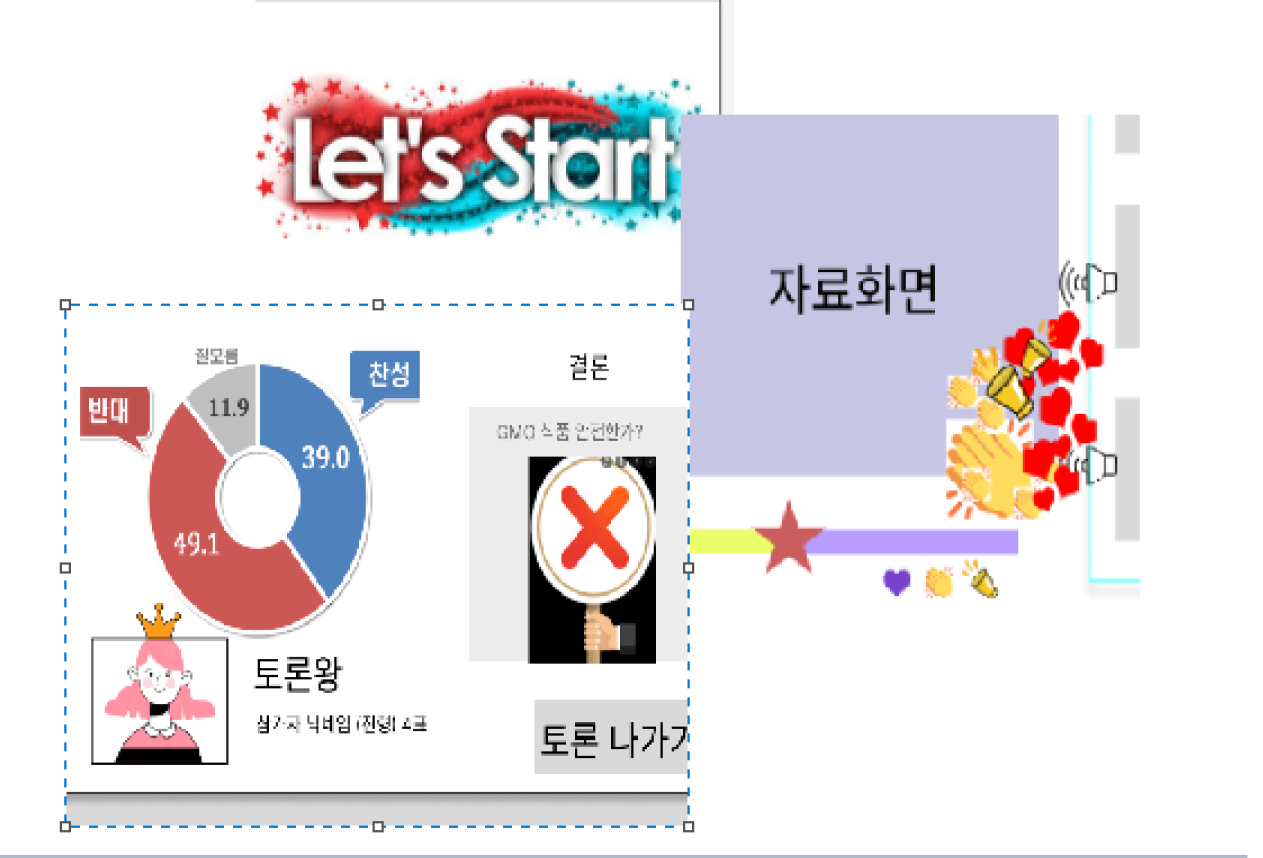 Let's Start
자료화면
잘모름
찬성
반대
11.9
39.0
49.1
결론
GMO 식품 안전한가?
토론왕
참가자 닉네임 (진행) 4표
토론 나가기